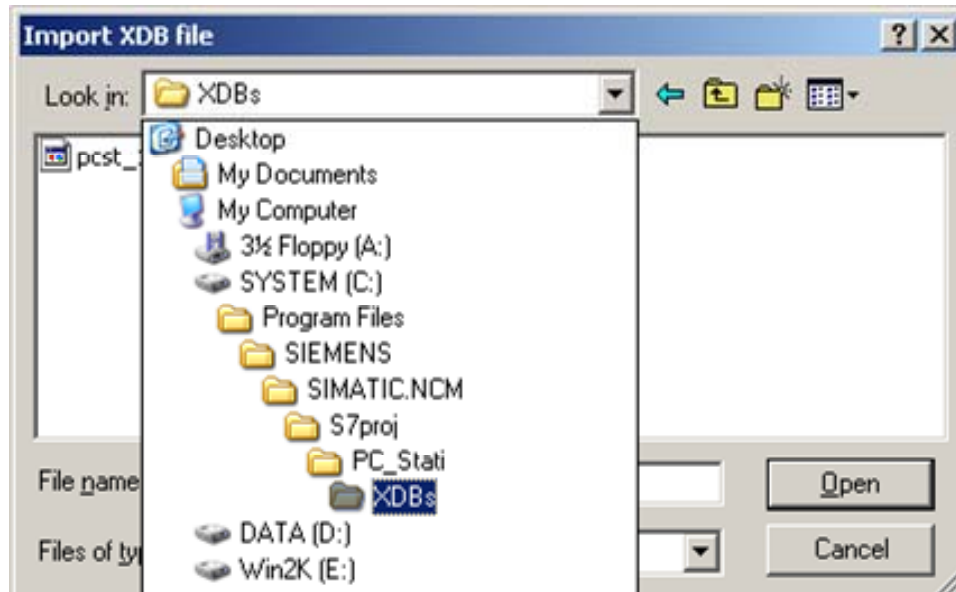 Import XDB file
Look in: XDBs
Desktop
pcst_
My Documents
My Computer
3½ Floppy (A:)
SYSTEM (C:)
Program Files
SIEMENS
SIMATIC.NCM
S7proj
PC_Stati
XDBs
File name
Open
DATA (D:)
Files of
Cancel
Win2K (E:)